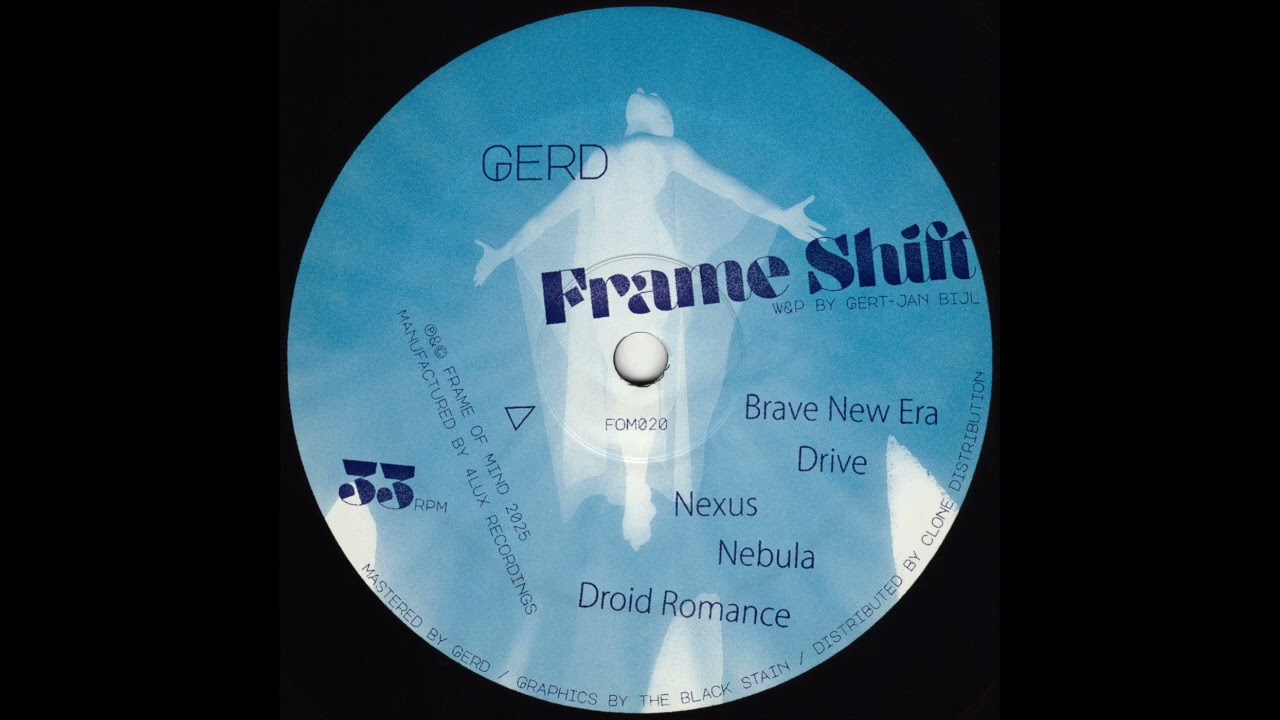 GERD
Frame Shift
W&P BY GERT-JAN BIJL
℗&© FRAME OF MIND 2025
MANUFACTURED BY 4LUX RECORDINGS
FOM020
Brave New Era
Drive
Nexus
Nebula
Droid Romance
33 RPM
MASTERED BY GERD / GRAPHICS BY THE BLACK STAIN / DISTRIBUTED BY CLONE DISTRIBUTION